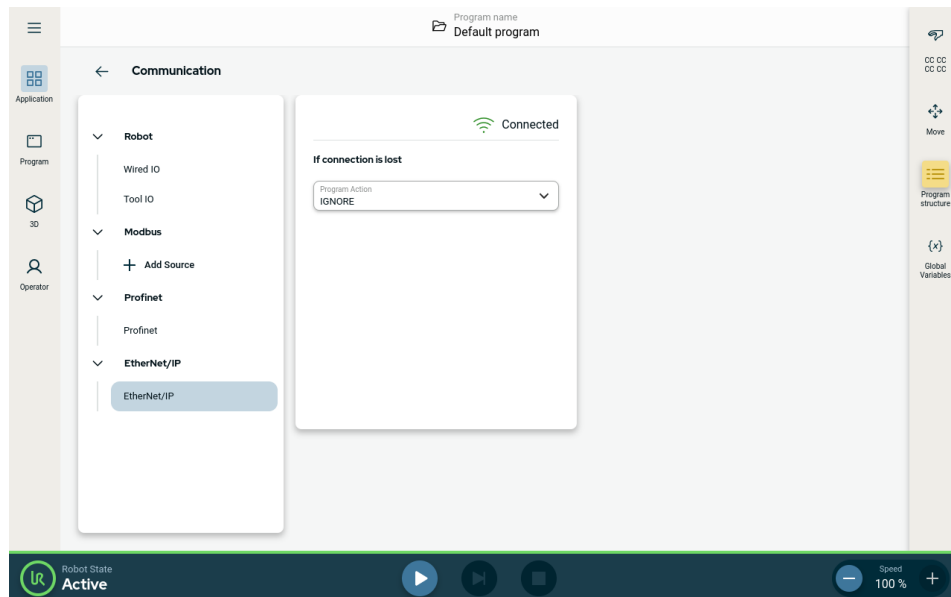 Program name
Default program
Application
Program
3D
Operator
Communication
Robot
Wired IO
Tool IO
Modbus
+ Add Source
Profinet
Profinet
EtherNet/IP
EtherNet/IP
Connected
If connection is lost
Program Action
IGNORE
CC CC
CC CC
Move
Program
structure
{x}
Global
Variables
Robot State
Active
Speed
100 %